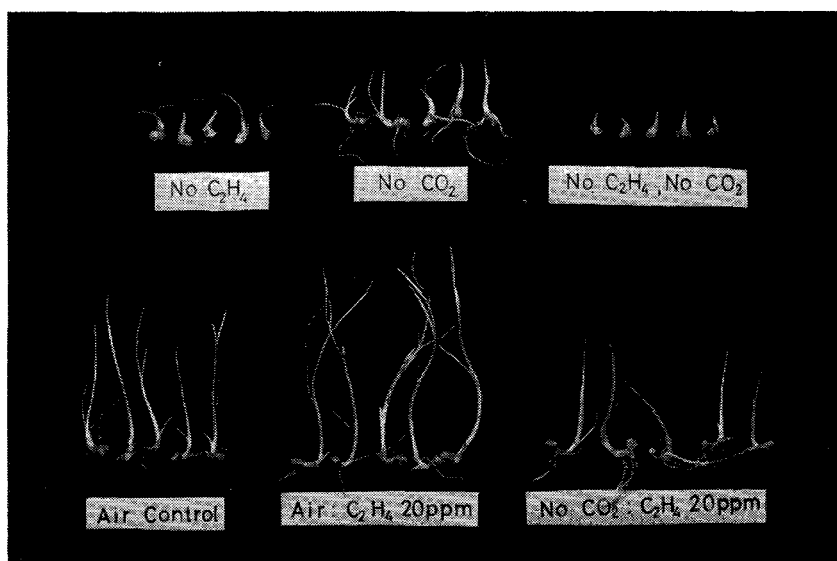 No C₂H₄
No CO₂
No C₂H₄, No CO₂
Air Control
Air : C₂H₄ 20ppm
No CO₂ : C₂H₄ 20ppm